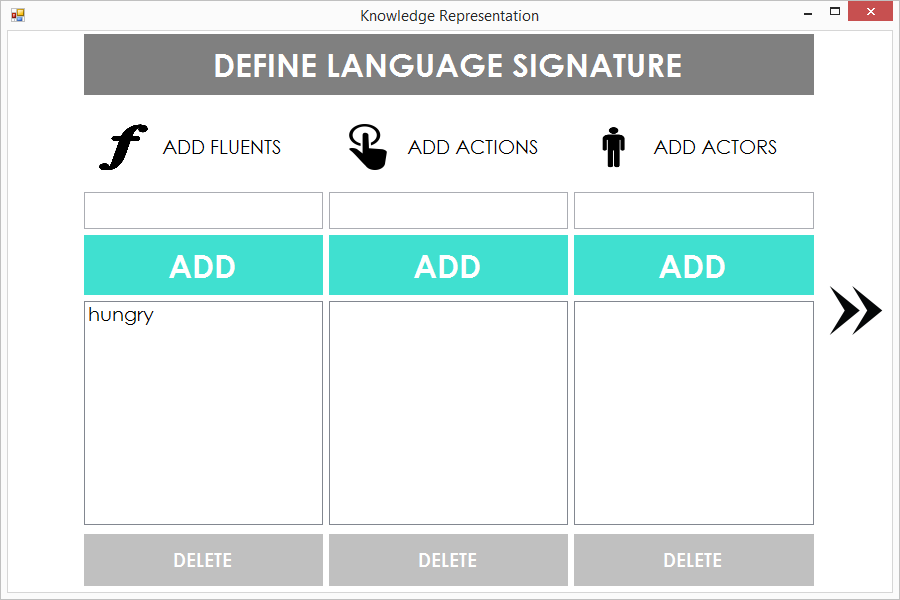 Knowledge Representation
DEFINE LANGUAGE SIGNATURE
ADD FLUENTS
ADD ACTIONS
ADD ACTORS
ADD
ADD
ADD
hungry
DELETE
DELETE
DELETE